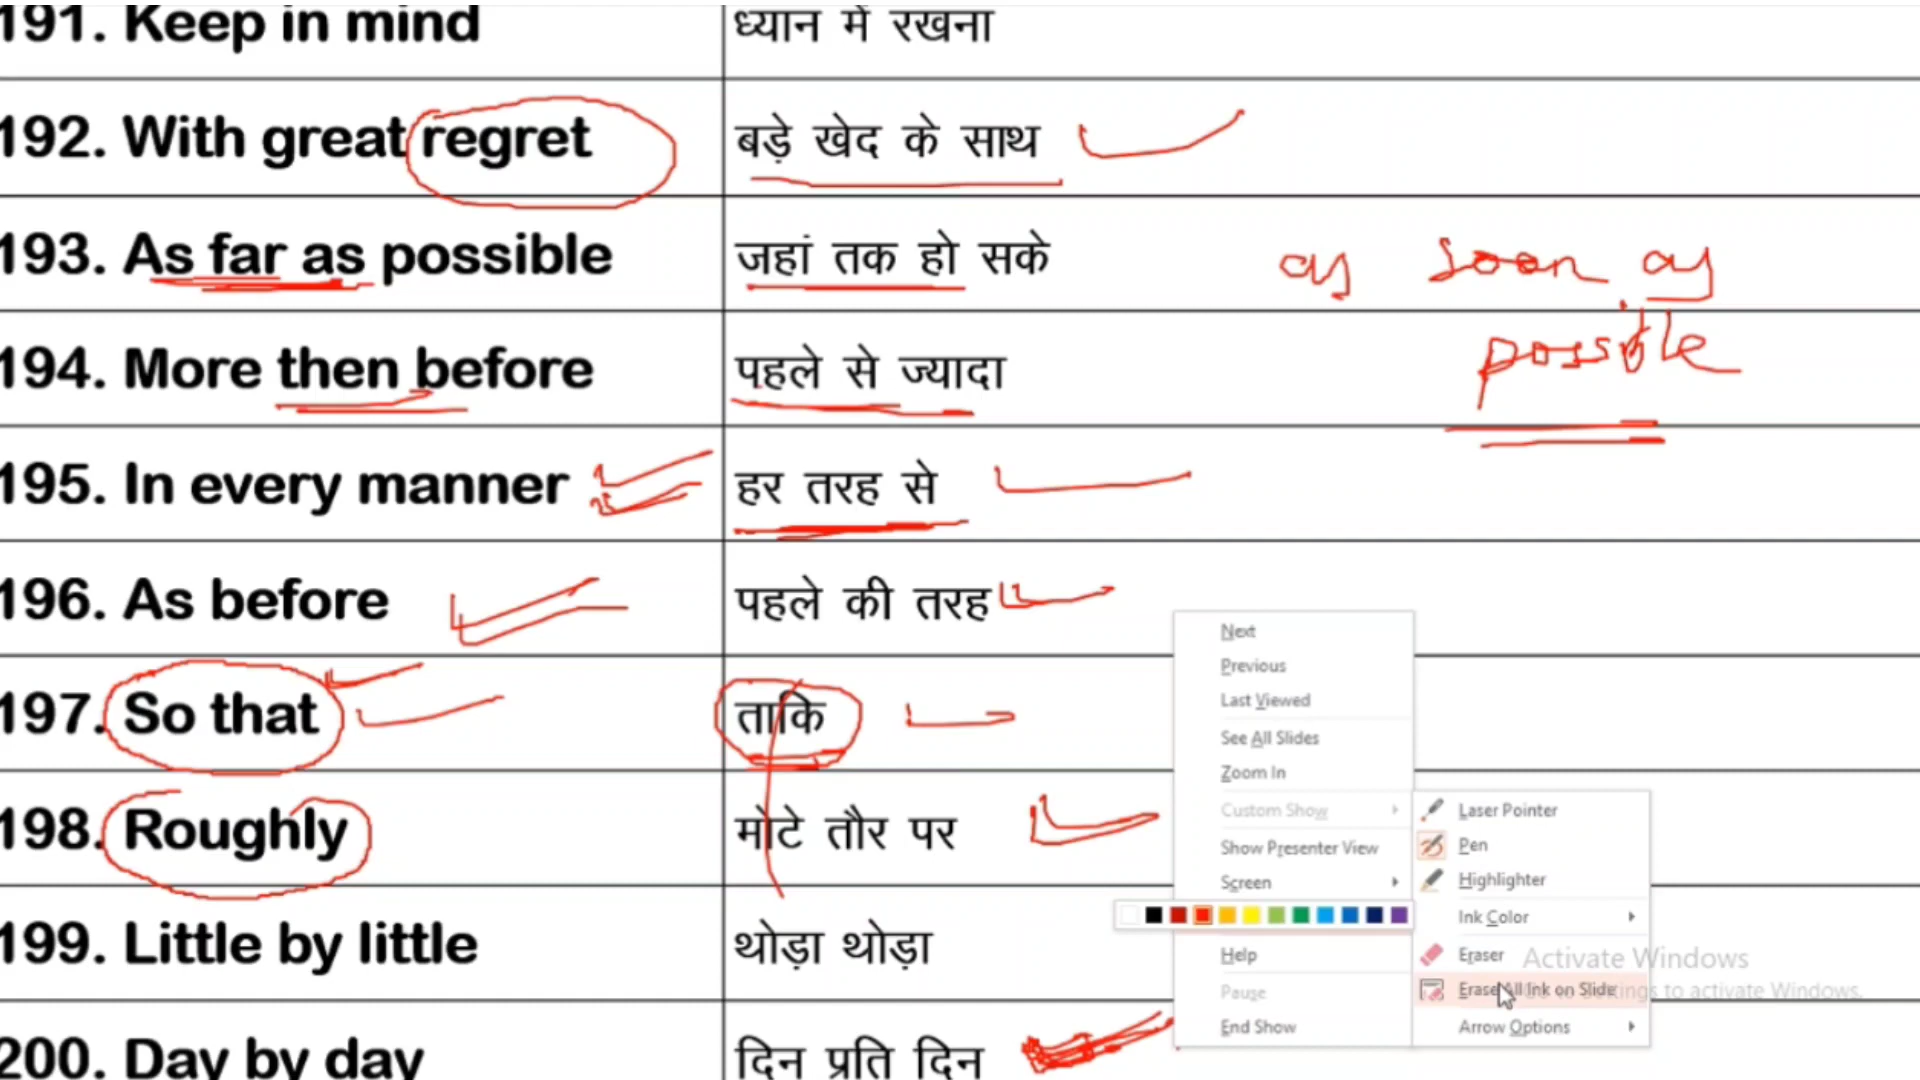 191. Keep in mind ध्यान में रखना
192. With great regret बड़े खेद के साथ
193. As far as possible जहां तक हो सके as soon as
194. More then before पहले से ज्यादा possible
195. In every manner हर तरह से
196. As before पहले की तरह
Next
Previous
Last Viewed
197. So that ताकि
See All Slides
Zoom In
Custom Show
Laser Pointer
198. Roughly मोटे तौर पर
Show Presenter View
Pen
Screen
Highlighter
Ink Color
199. Little by little थोड़ा थोड़ा
Help
Eraser
Activate Windows
Pause
Erase All Ink on Slide
Settings to activate Windows.
End Show
Arrow Options
200. Day by day दिन प्रति दिन